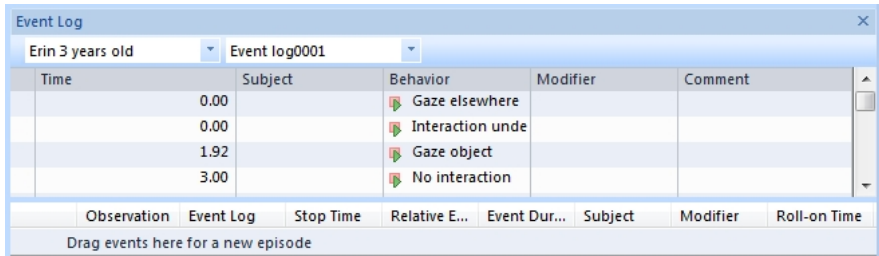 Event Log
Erin 3 years old Event log0001
Time Subject Behavior Modifier Comment
0.00 Gaze elsewhere
0.00 Interaction unde
1.92 Gaze object
3.00 No interaction
Observation Event Log Stop Time Relative E... Event Dur... Subject Modifier Roll-on Time
Drag events here for a new episode